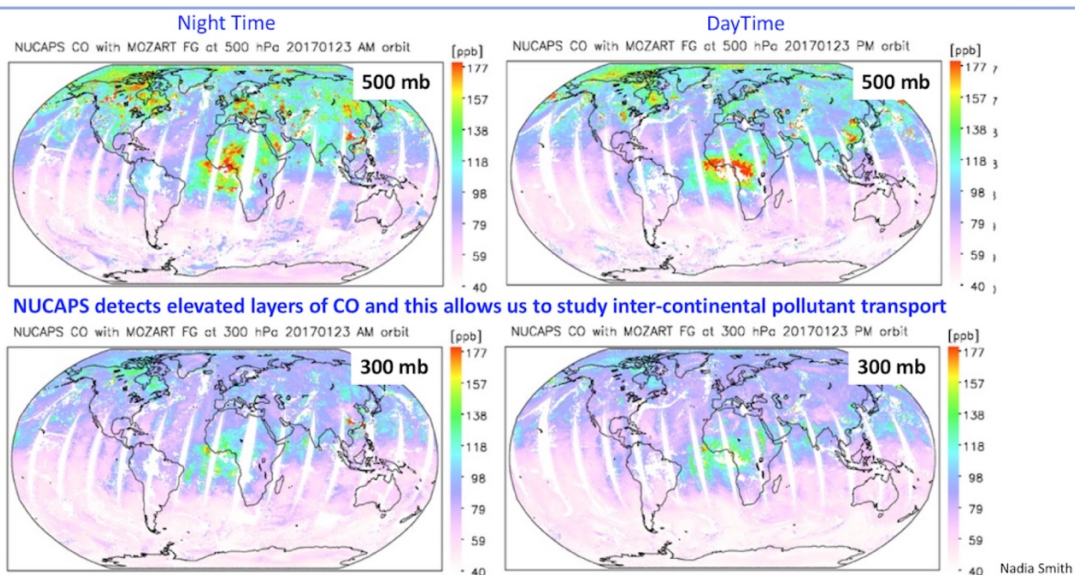 Night Time
DayTime
NUCAPS CO with MOZART FG at 500 hPa 20170123 AM orbit
[ppb]
500 mb
177
157
138
118
98
79
59
40
NUCAPS CO with MOZART FG at 500 hPa 20170123 PM orbit
[ppb]
500 mb
177
157
138
118
98
79
59
40
NUCAPS detects elevated layers of CO and this allows us to study inter-continental pollutant transport
NUCAPS CO with MOZART FG at 300 hPa 20170123 AM orbit
[ppb]
300 mb
177
157
138
118
98
79
59
40
NUCAPS CO with MOZART FG at 300 hPa 20170123 PM orbit
[ppb]
300 mb
177
157
138
118
98
79
59
40
Nadia Smith